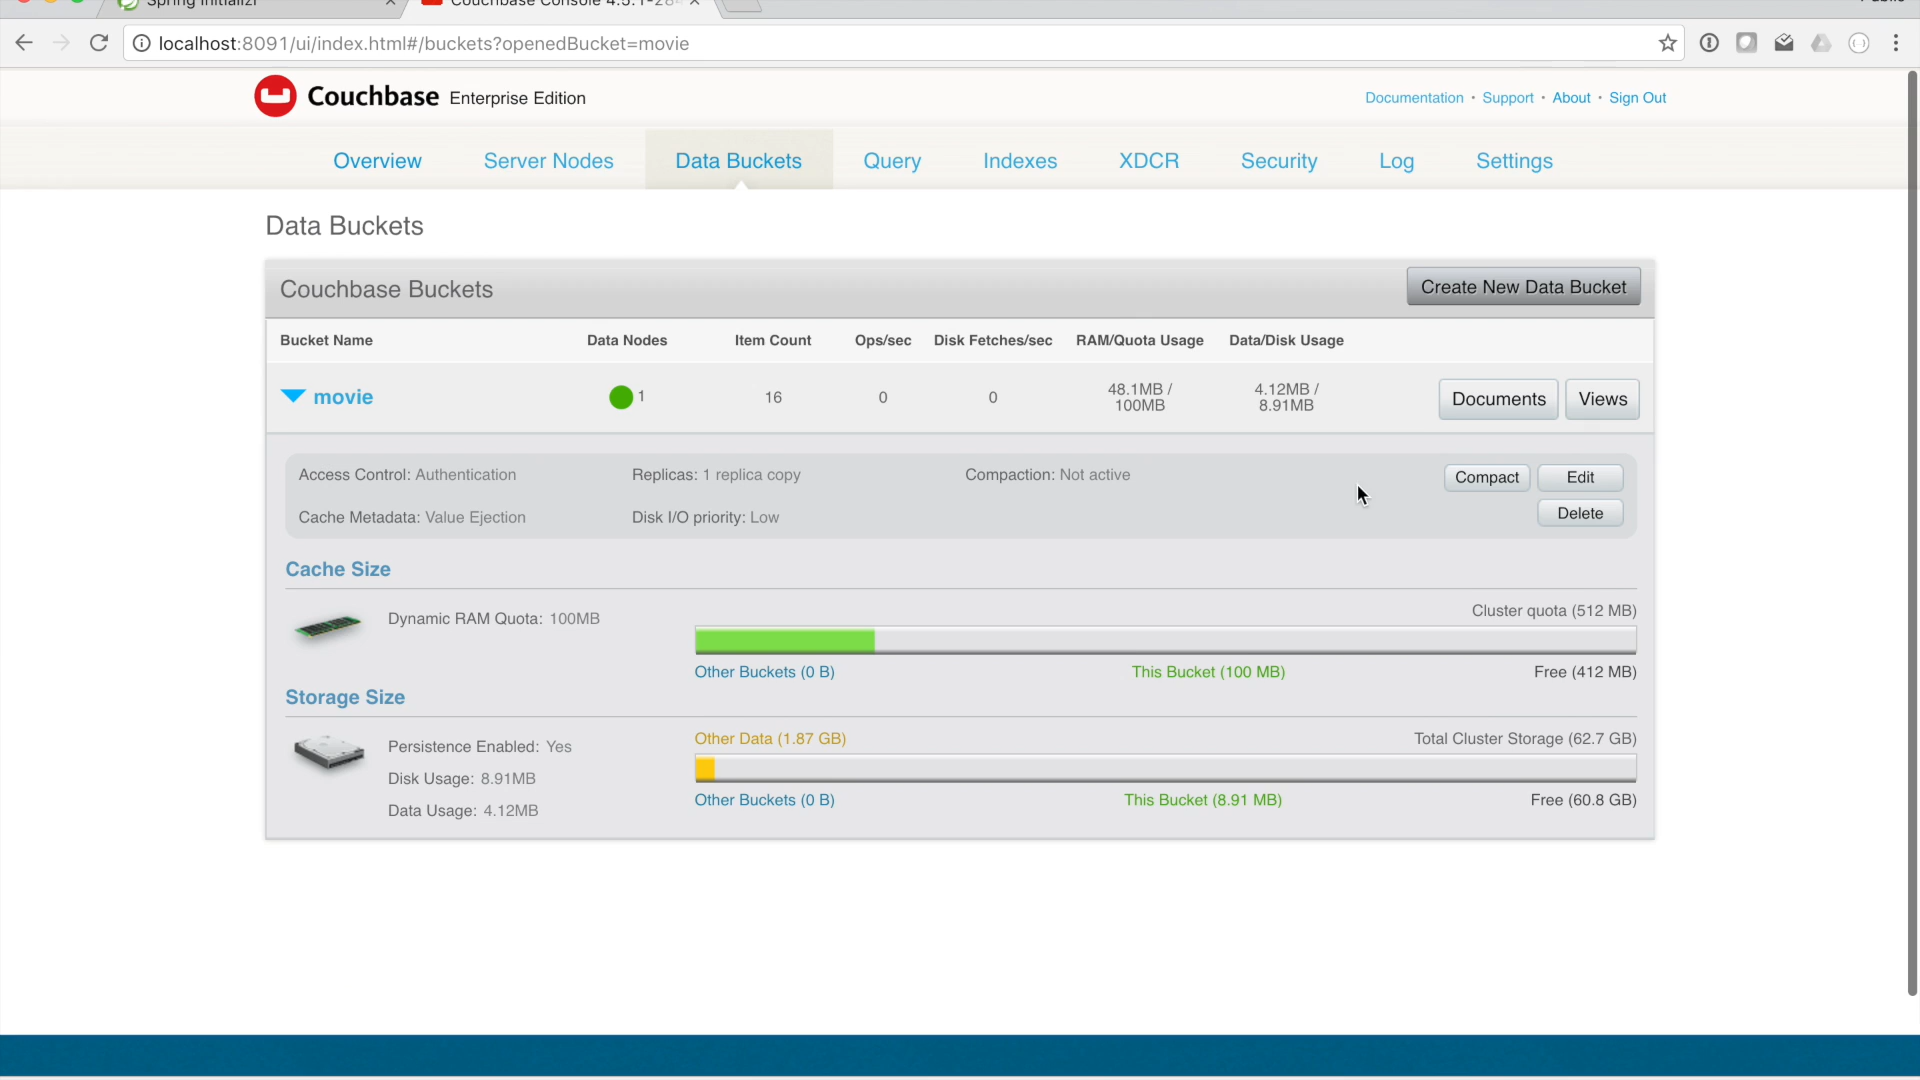 localhost:8091/ui/index.html#/buckets?openedBucket=movie
Couchbase Enterprise Edition
Documentation · Support · About · Sign Out
Overview Server Nodes Data Buckets Query Indexes XDCR Security Log Settings
Data Buckets
Couchbase Buckets
Create New Data Bucket
Bucket Name Data Nodes Item Count Ops/sec Disk Fetches/sec RAM/Quota Usage Data/Disk Usage
movie 1 16 0 0 48.1MB / 100MB 4.12MB / 8.91MB Documents Views
Access Control: Authentication Replicas: 1 replica copy Compaction: Not active Compact Edit
Cache Metadata: Value Ejection Disk I/O priority: Low Delete
Cache Size
Dynamic RAM Quota: 100MB
Cluster quota (512 MB)
Other Buckets (0 B) This Bucket (100 MB) Free (412 MB)
Storage Size
Other Data (1.87 GB) Total Cluster Storage (62.7 GB)
Persistence Enabled: Yes
Disk Usage: 8.91MB
Data Usage: 4.12MB
Other Buckets (0 B) This Bucket (8.91 MB) Free (60.8 GB)